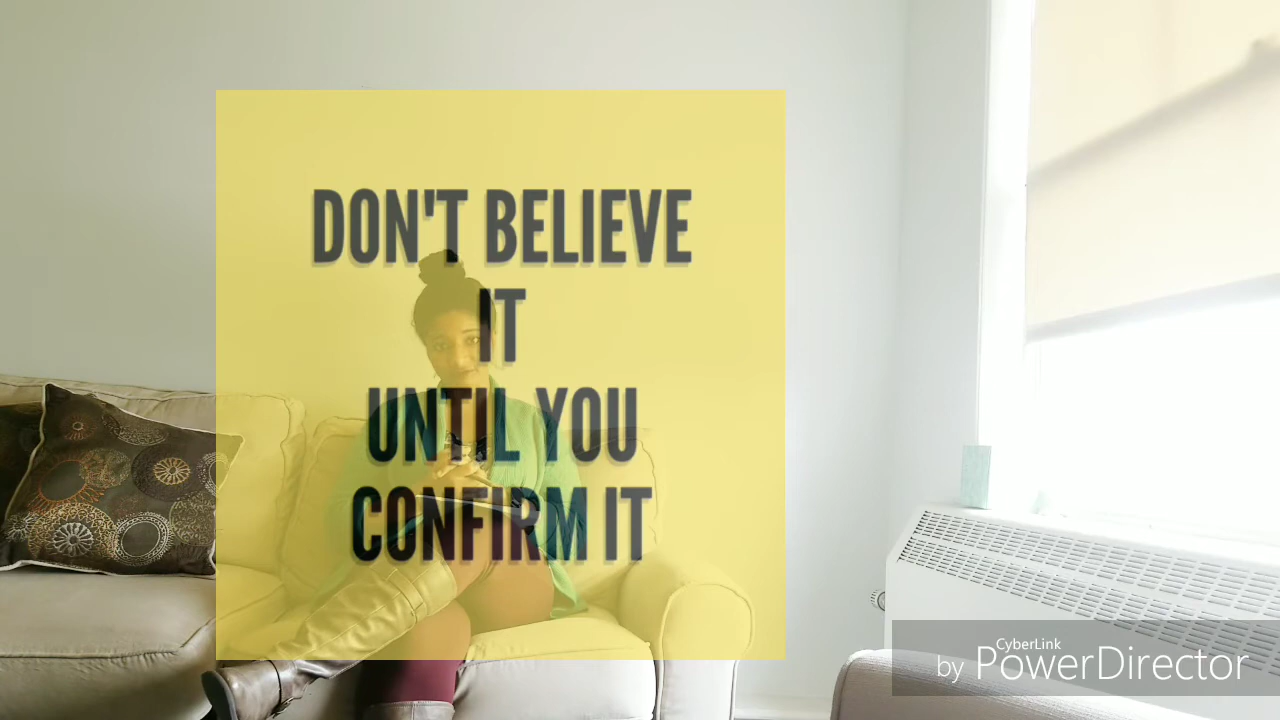 DON'T BELIEVE
IT
UNTIL YOU
CONFIRM IT
CyberLink
by PowerDirector